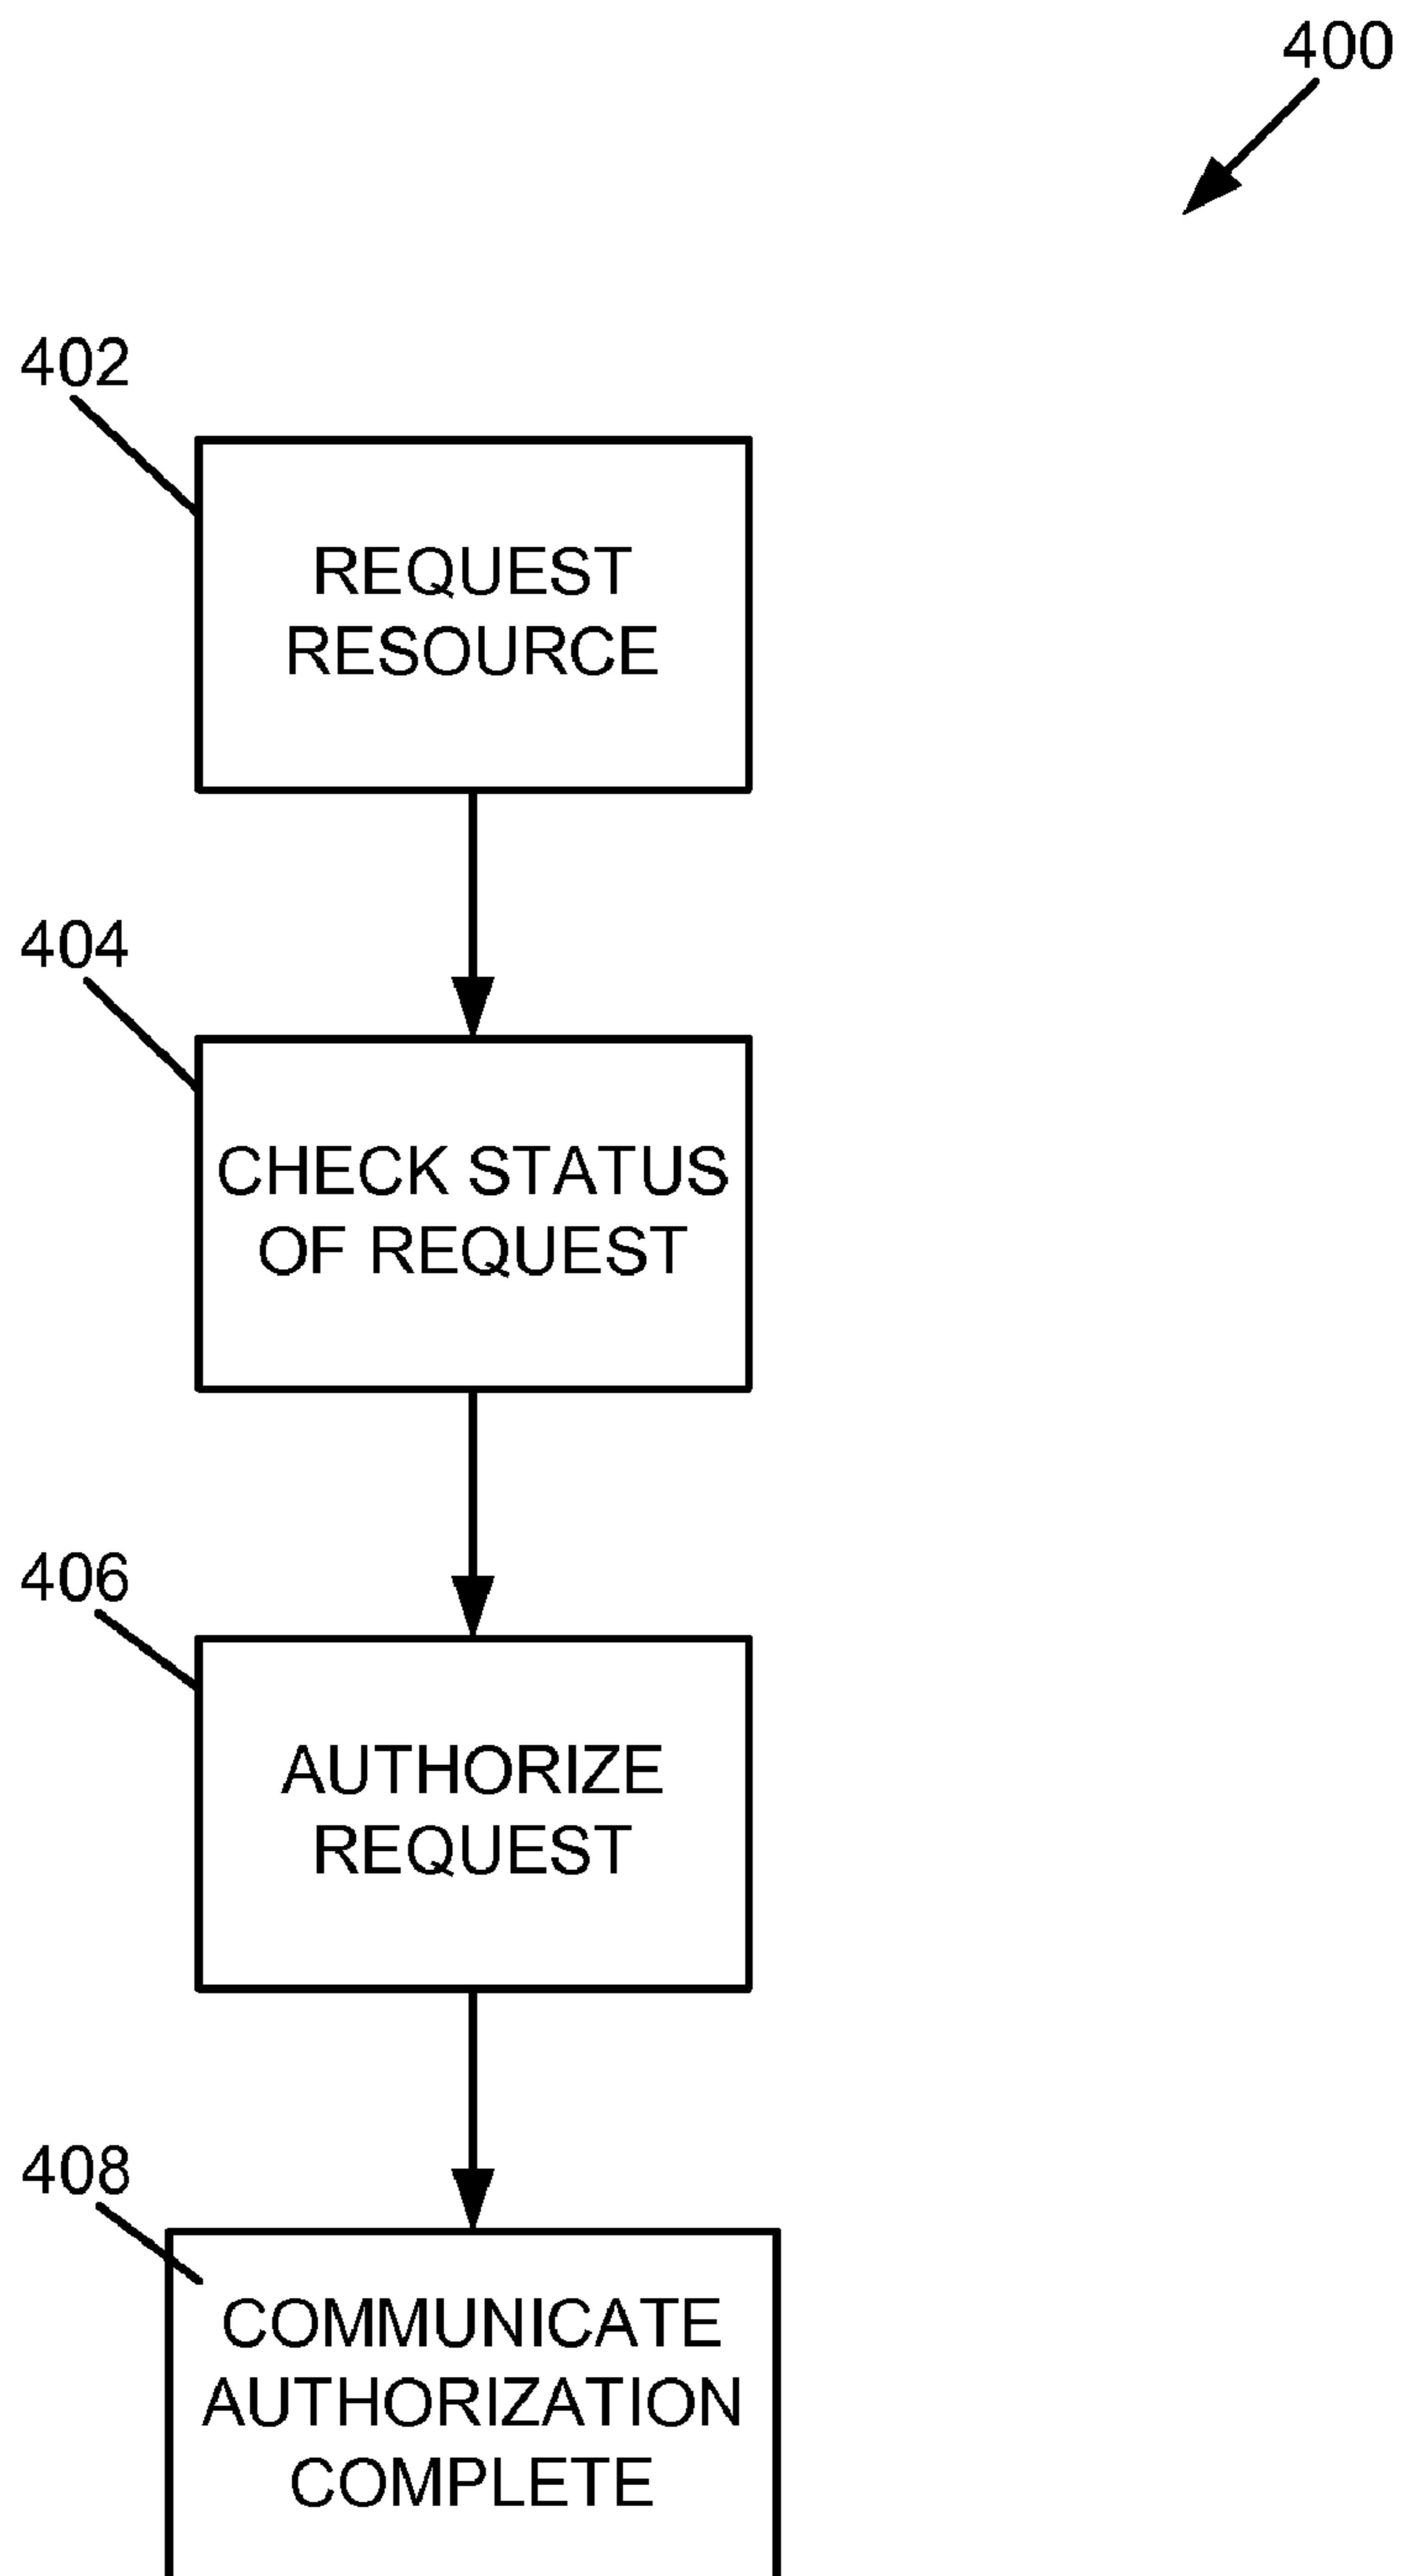 400
402
REQUEST
RESOURCE
404
CHECK STATUS
OF REQUEST
406
AUTHORIZE
REQUEST
408
COMMUNICATE
AUTHORIZATION
COMPLETE